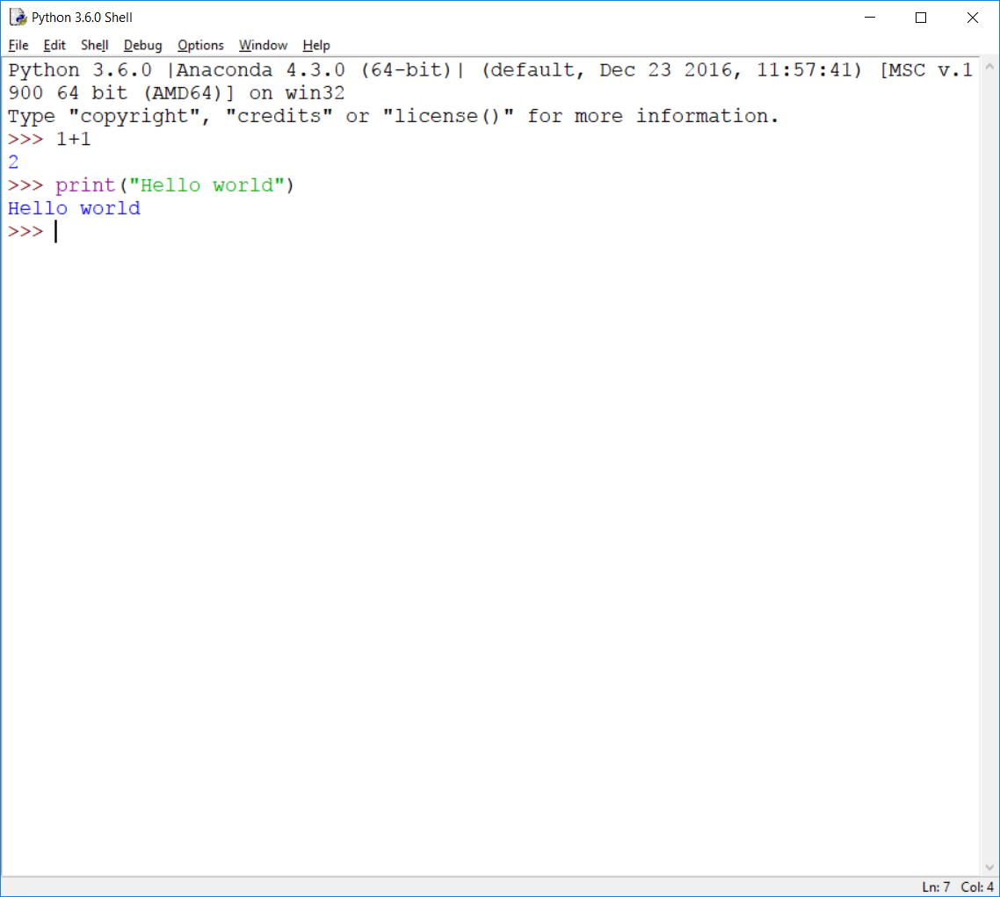 Python 3.6.0 Shell
File Edit Shell Debug Options Window Help
Python 3.6.0 |Anaconda 4.3.0 (64-bit)| (default, Dec 23 2016, 11:57:41) [MSC v.1
900 64 bit (AMD64)] on win32
Type "copyright", "credits" or "license()" for more information.
>>> 1+1
2
>>> print("Hello world")
Hello world
>>>
Ln: 7 Col: 4